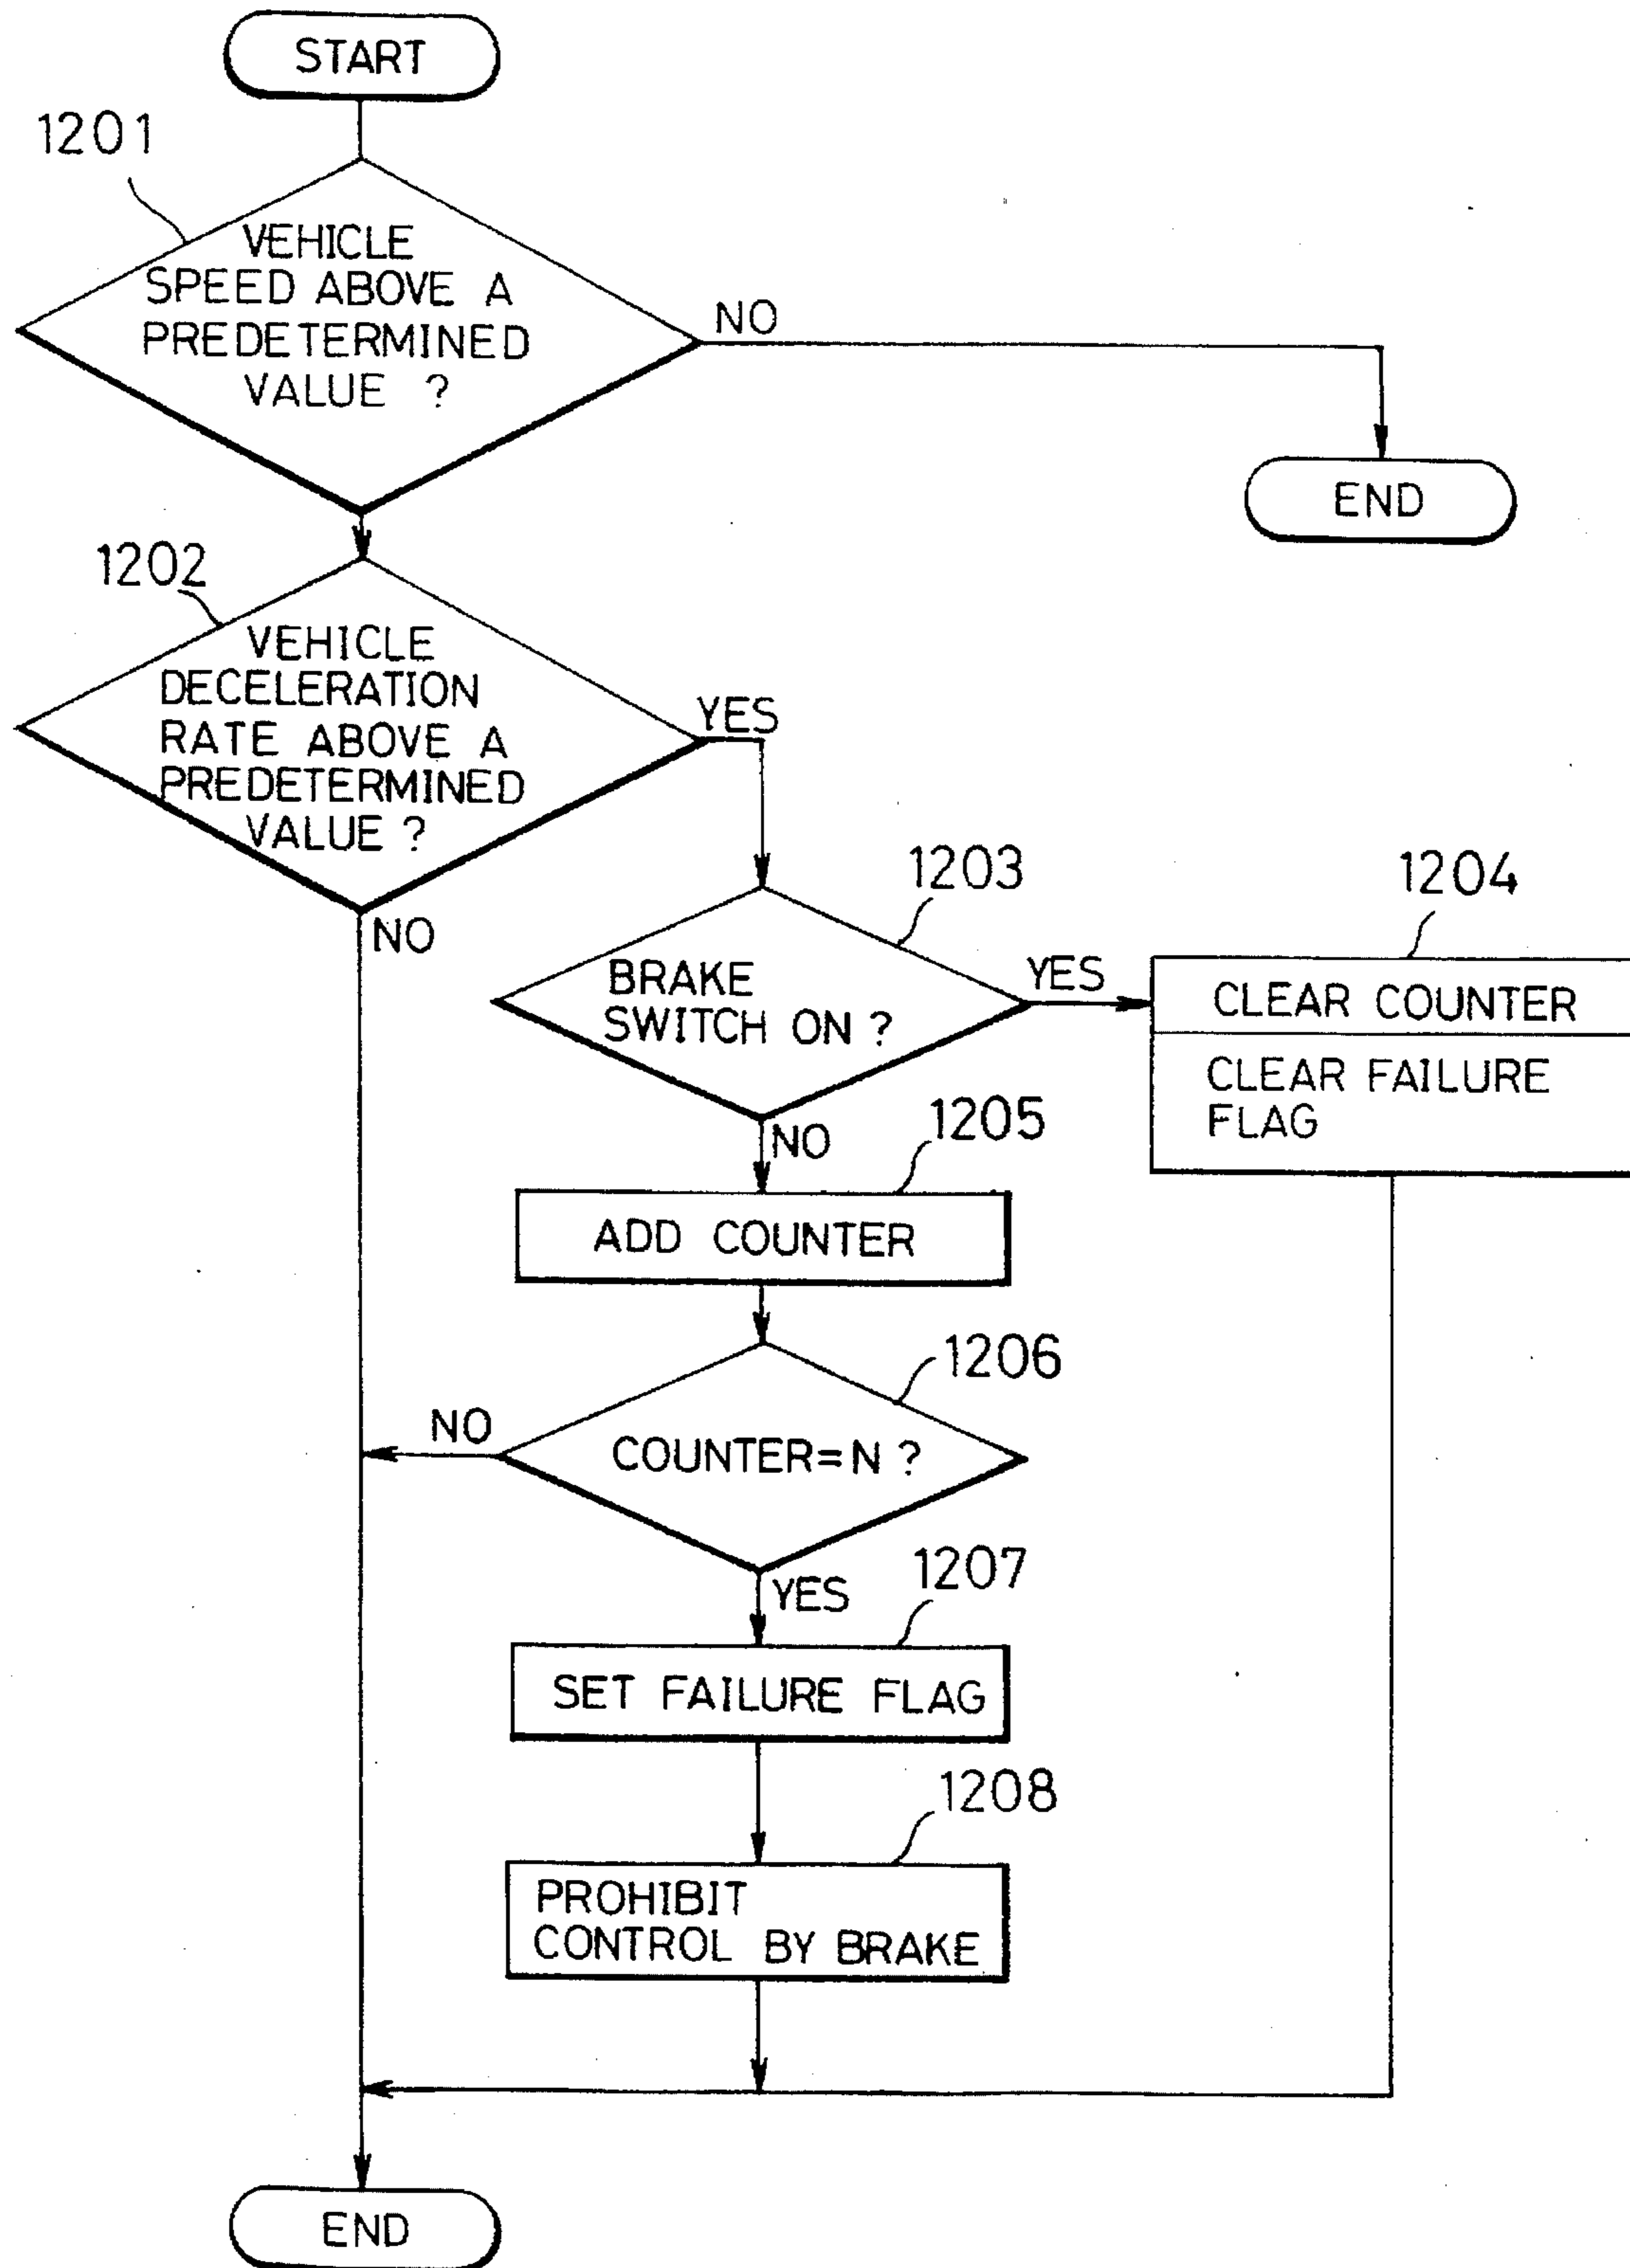 START
1201
VEHICLE
SPEED ABOVE A
PREDETERMINED
VALUE ?
NO
END
1202
VEHICLE
DECELERATION
RATE ABOVE A
PREDETERMINED
VALUE ?
YES
NO
1203
BRAKE
SWITCH ON ?
YES
1204
CLEAR COUNTER
CLEAR FAILURE
FLAG
NO
1205
ADD COUNTER
1206
COUNTER=N ?
NO
YES
1207
SET FAILURE FLAG
1208
PROHIBIT
CONTROL BY BRAKE
END